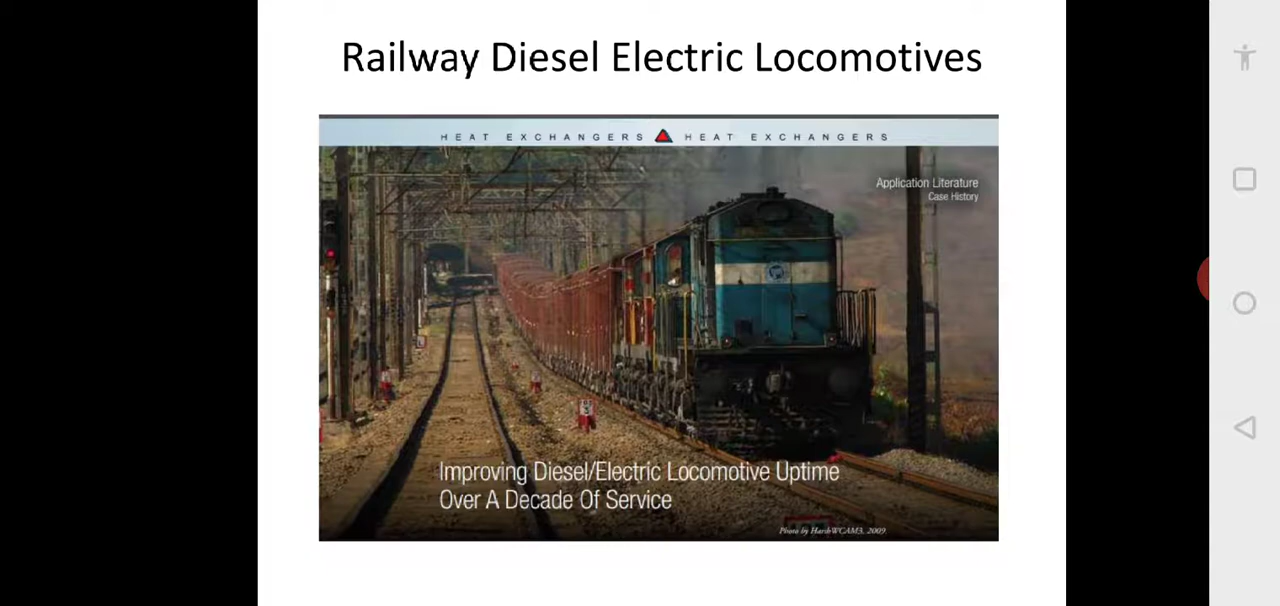 Railway Diesel Electric Locomotives
HEAT EXCHANGERS HEAT EXCHANGERS
Application Literature
Case History
Improving Diesel/Electric Locomotive Uptime
Over A Decade Of Service
Photo by HarshWCAM3, 2009.